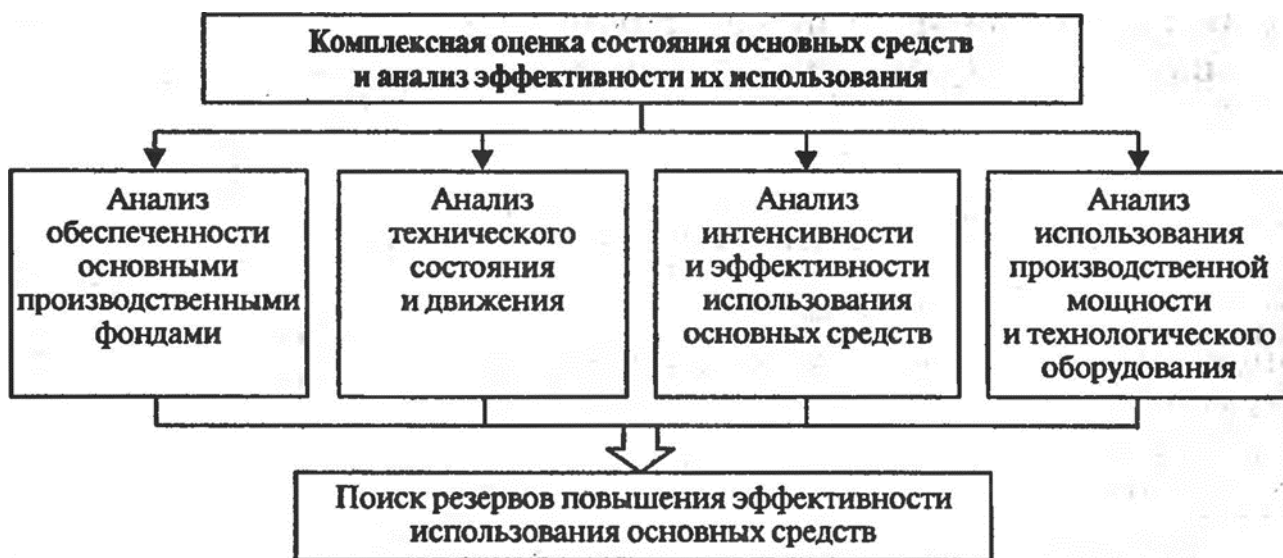 Комплексная оценка состояния основных средств
и анализ эффективности их использования
Анализ
обеспеченности
основными
производственными
фондами
Анализ
технического
состояния
и движения
Анализ
интенсивности
и эффективности
использования
основных средств
Анализ
использования
производственной
мощности
и технологического
оборудования
Поиск резервов повышения эффективности
использования основных средств